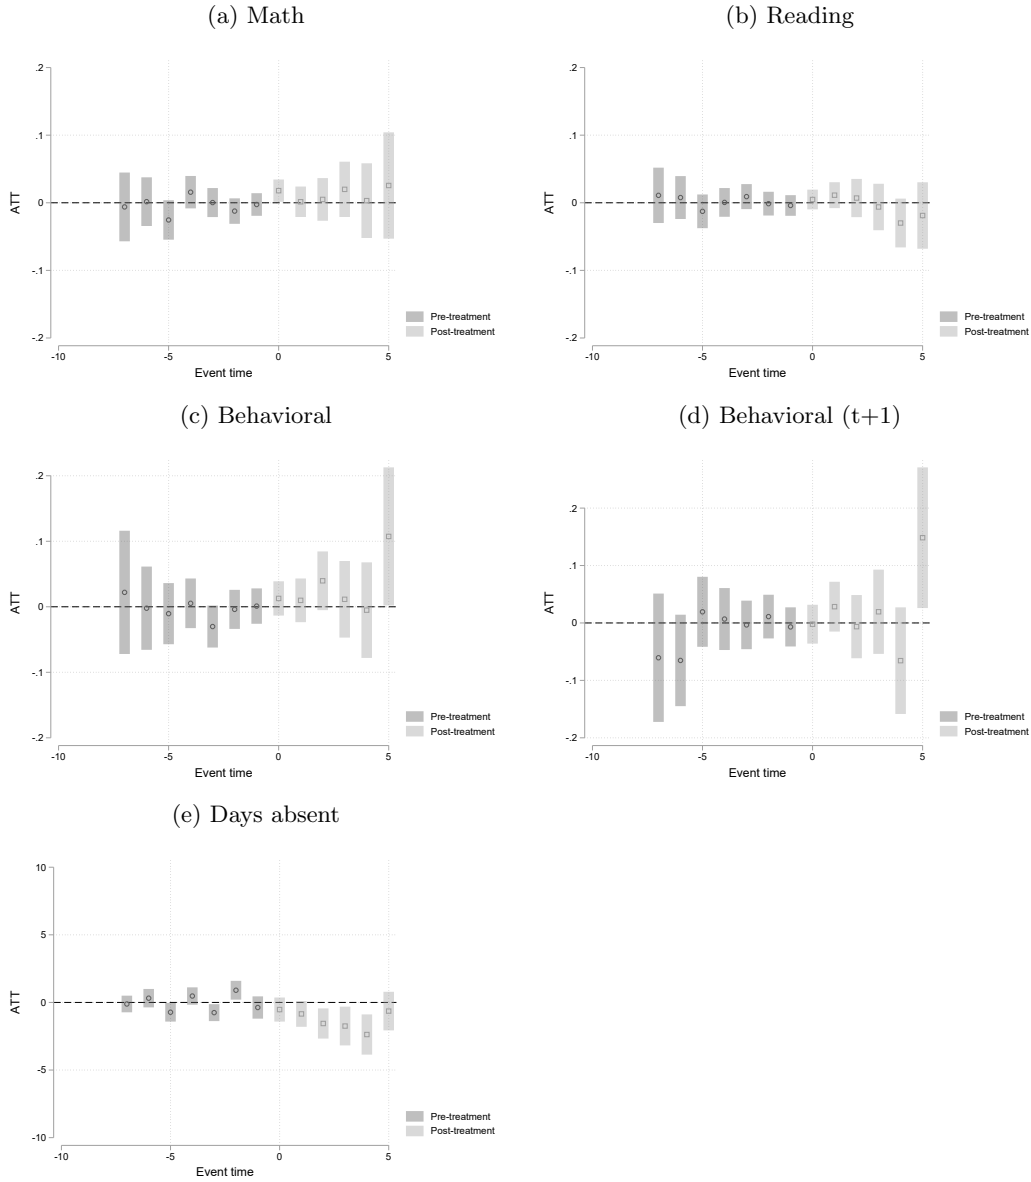 (a) Math
.2
.1
0
-.1
-.2
ATT
-10
-5
0
5
Event time
Pre-treatment
Post-treatment
(b) Reading
.2
.1
0
-.1
-.2
ATT
-10
-5
0
5
Event time
Pre-treatment
Post-treatment
(c) Behavioral
.2
.1
0
-.1
-.2
ATT
-10
-5
0
5
Event time
Pre-treatment
Post-treatment
(d) Behavioral (t+1)
.2
.1
0
-.1
-.2
ATT
-10
-5
0
5
Event time
Pre-treatment
Post-treatment
(e) Days absent
10
5
0
-5
-10
ATT
-10
-5
0
5
Event time
Pre-treatment
Post-treatment